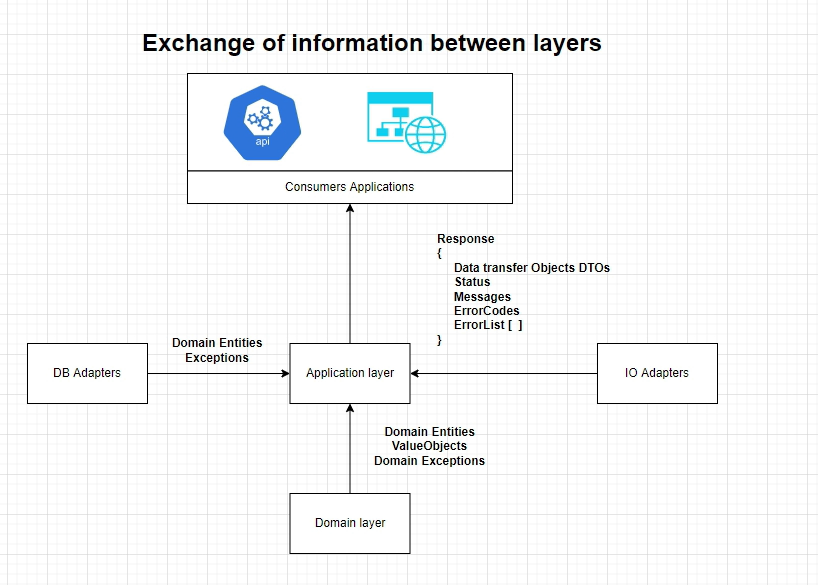 Exchange of information between layers
api
Consumers Applications
Response
{
Data transfer Objects DTOs
Status
Messages
ErrorCodes
ErrorList [  ]
}
Domain Entities
Exceptions
DB Adapters
Application layer
IO Adapters
Domain Entities
ValueObjects
Domain Exceptions
Domain layer